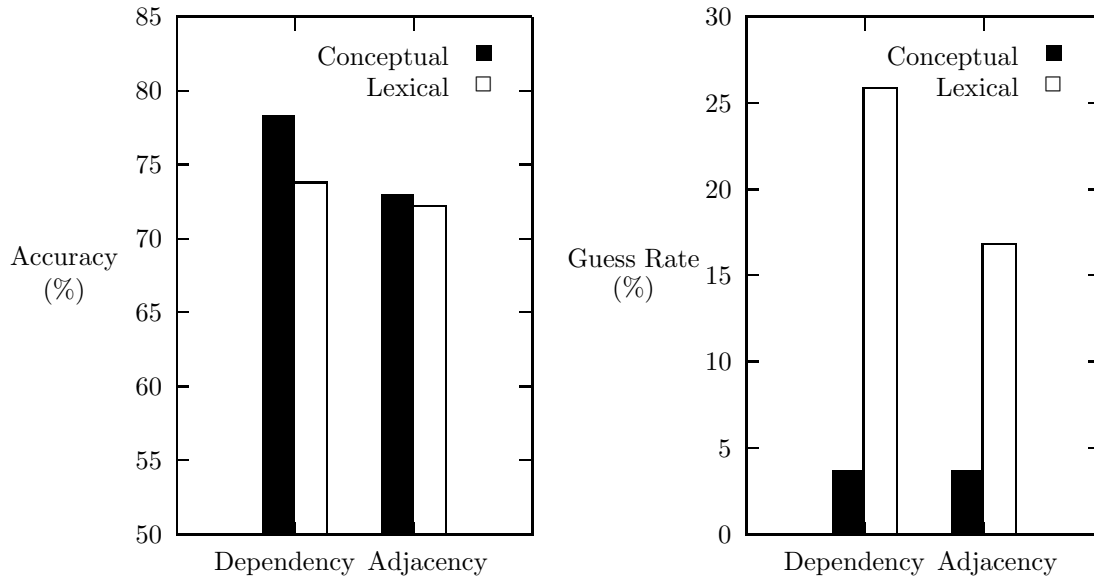 85
80
75
70
65
60
55
50
Accuracy
(%)
Conceptual
Lexical
Dependency Adjacency
30
25
20
15
10
5
0
Guess Rate
(%)
Conceptual
Lexical
Dependency Adjacency